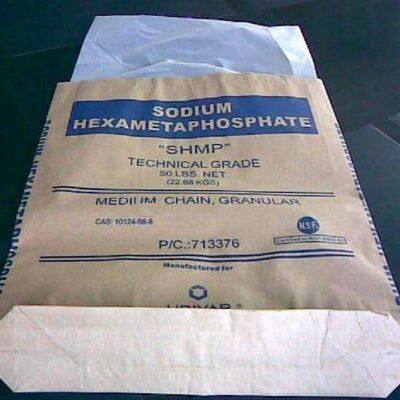 SODIUM
HEXAMETAPHOSPHATE
"SHMP"
TECHNICAL GRADE
50 LBS. NET
(22.68 KGS)
MEDIUM CHAIN, GRANULAR
CAS: 10124-56-8
NSF.
P/C.:713376
Manufactured for
UNIVAR